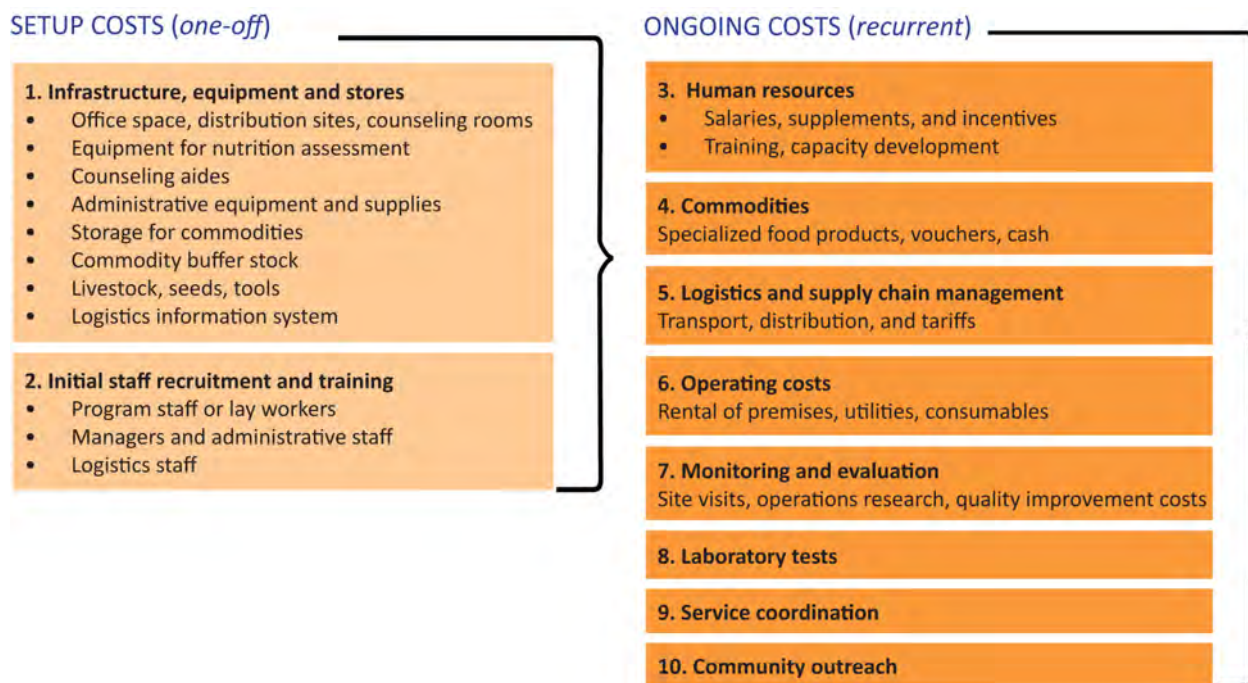 SETUP COSTS (one-off)
1. Infrastructure, equipment and stores
• Office space, distribution sites, counseling rooms
• Equipment for nutrition assessment
• Counseling aides
• Administrative equipment and supplies
• Storage for commodities
• Commodity buffer stock
• Livestock, seeds, tools
• Logistics information system
2. Initial staff recruitment and training
• Program staff or lay workers
• Managers and administrative staff
• Logistics staff
ONGOING COSTS (recurrent)
3. Human resources
• Salaries, supplements, and incentives
• Training, capacity development
4. Commodities
Specialized food products, vouchers, cash
5. Logistics and supply chain management
Transport, distribution, and tariffs
6. Operating costs
Rental of premises, utilities, consumables
7. Monitoring and evaluation
Site visits, operations research, quality improvement costs
8. Laboratory tests
9. Service coordination
10. Community outreach